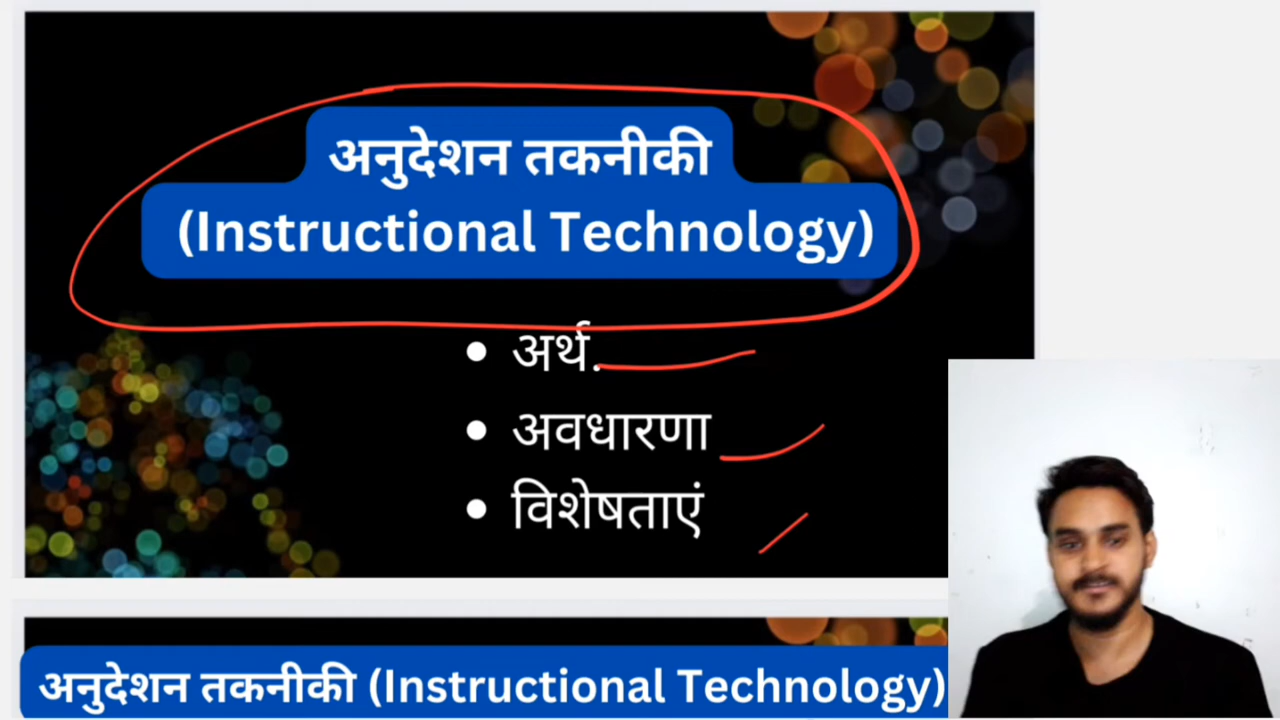 अनुदेशन तकनीकी
(Instructional Technology)
• अर्थ.
• अवधारणा
• विशेषताएं
अनुदेशन तकनीकी (Instructional Technology)